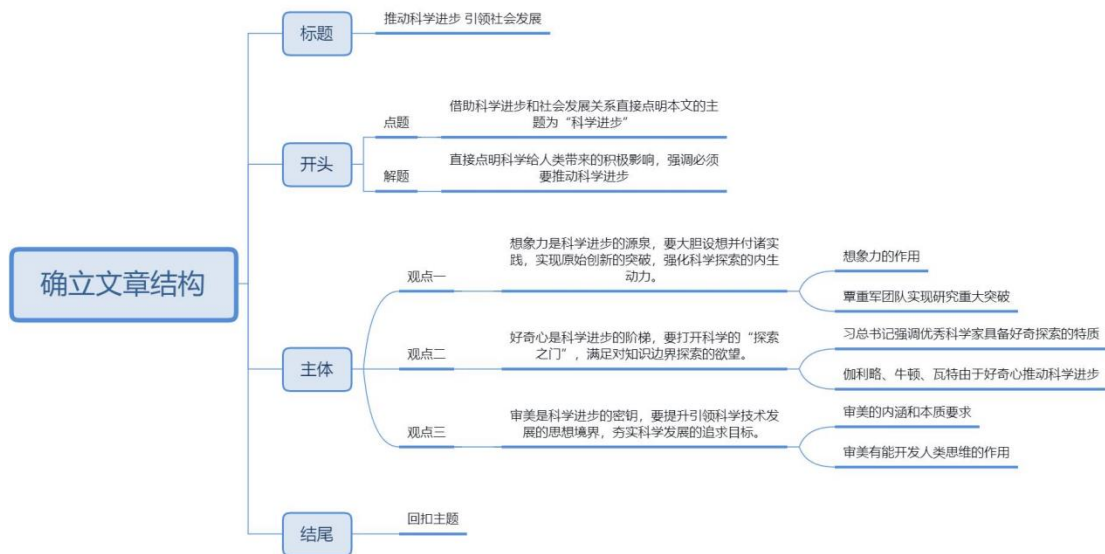 标题
推动科学进步 引领社会发展
开头
点题
借助科学进步和社会发展关系直接点明本文的主
题为“科学进步”
解题
直接点明科学给人类带来的积极影响，强调必须
要推动科学进步
确立文章结构
主体
观点一
想象力是科学进步的源泉，要大胆设想并付诸实
践，实现原始创新的突破，强化科学探索的内生
动力。
想象力的作用
覃重军团队实现研究重大突破
观点二
好奇心是科学进步的阶梯，要打开科学的“探索
之门”，满足对知识边界探索的欲望。
习总书记强调优秀科学家具备好奇探索的特质
伽利略、牛顿、瓦特由于好奇心推动科学进步
观点三
审美是科学进步的密钥，要提升引领科学技术发
展的思想境界，夯实科学发展的追求目标。
审美的内涵和本质要求
审美有能开发人类思维的作用
结尾
回扣主题